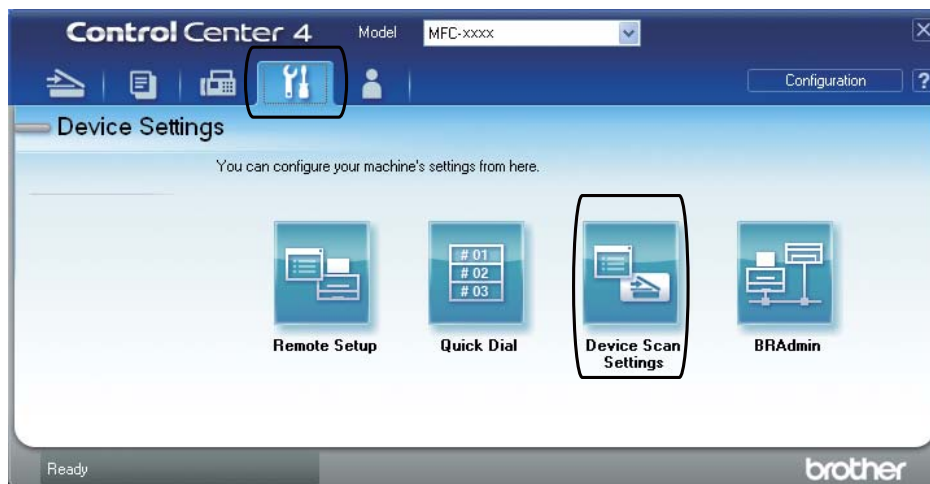 Control Center 4 Model MFC-xxxx
Configuration ?
Device Settings
You can configure your machine's settings from here.
# 01
# 02
# 03
Remote Setup Quick Dial Device Scan Settings BRAdmin
Ready brother